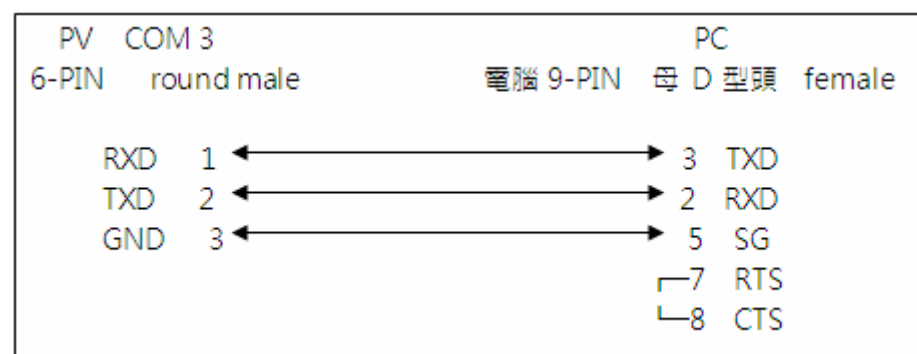 PV COM 3 PC
6-PIN round male 電腦 9-PIN 母 D 型頭 female
RXD 1 3 TXD
TXD 2 2 RXD
GND 3 5 SG
7 RTS
8 CTS